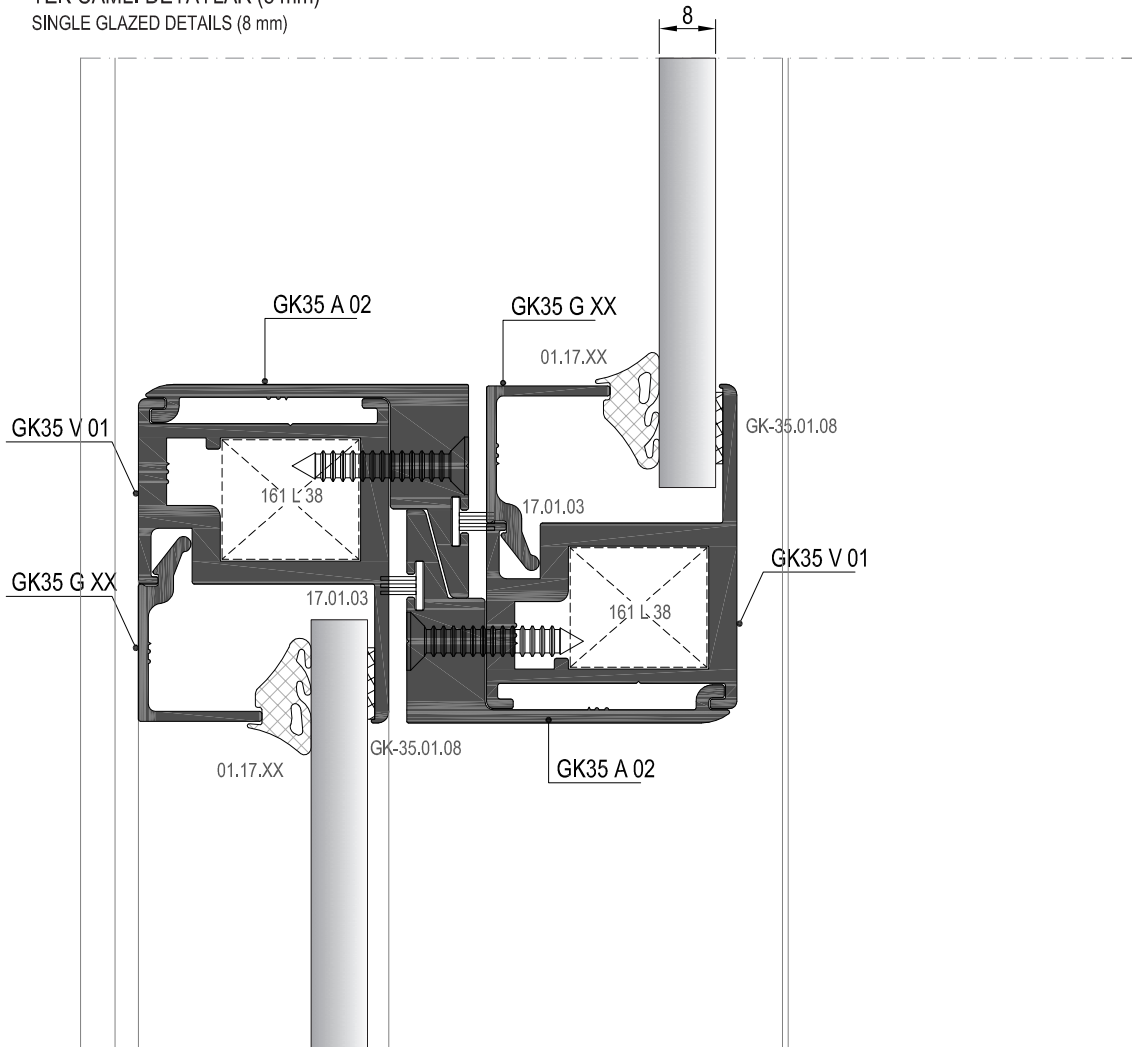 SINGLE GLAZED DETAILS (8 mm)
8
GK35 A 02
GK35 G XX
01.17.XX
GK35 V 01
GK-35.01.08
161 L 38
17.01.03
GK35 V 01
GK35 G XX
17.01.03
161 L 38
GK-35.01.08
01.17.XX
GK35 A 02